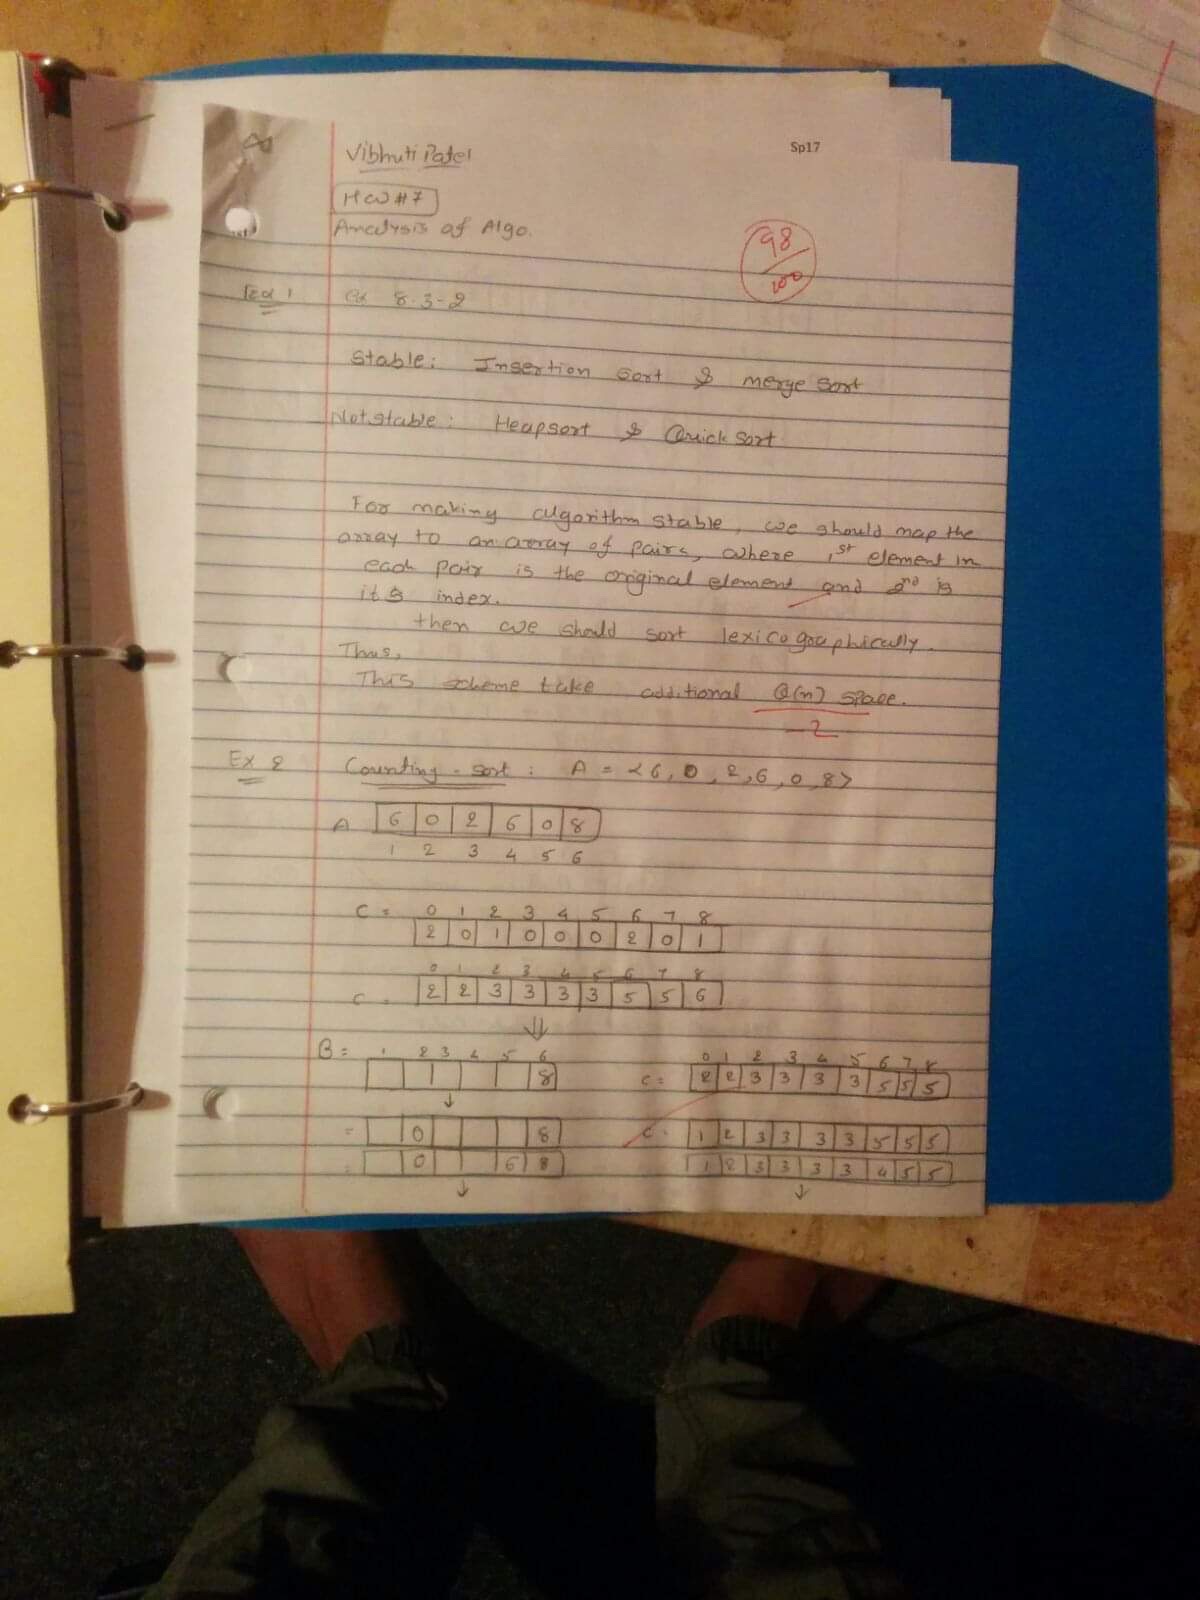 Sp17
Vibhuti Patel
HW #7
Analysis of Algo.
98
100
Ex 1 ex 8.3-2
Stable: Insertion sort & merge sort
Not stable: Heapsort & Quick sort
For making algorithm stable, we should map the
array to an array of pairs, where 1st element in
each pair is the original element and 2nd is
its index.
then we should sort lexicographically.
Thus,
This scheme take additional Θ(n) space.
-2
Ex 2 Counting - sort : A = <6, 0, 2, 6, 0, 8>
A 6 0 2 6 0 8
1 2 3 4 5 6
C = 0 1 2 3 4 5 6 7 8
2 0 1 0 0 0 2 0 1
0 1 2 3 4 5 6 7 8
C = 2 2 3 3 3 3 5 5 6
⇓
B = 1 2 3 4 5 6 0 1 2 3 4 5 6 7 8
8 C = 2 2 3 3 3 3 5 5 5
↓
= 0 8 C = 1 2 3 3 3 3 5 5 5
= 0 6 8 1 2 3 3 3 3 4 5 5
↓ ↓